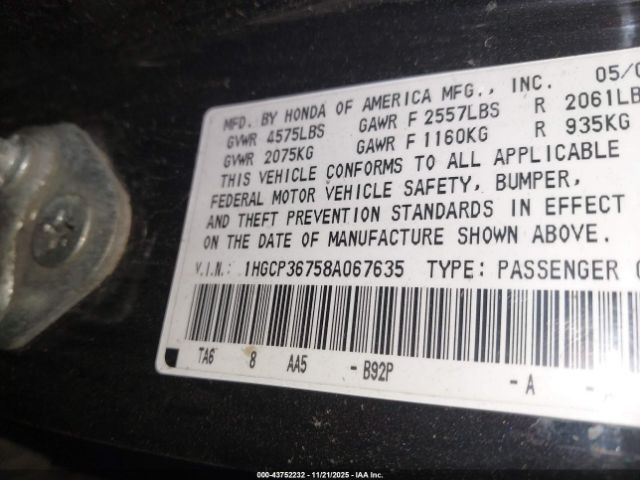 MFD. BY HONDA OF AMERICA MFG., INC. 05/0
GVWR 4575LBS GAWR F 2557LBS R 2061LB
GVWR 2075KG GAWR F 1160KG R 935KG
THIS VEHICLE CONFORMS TO ALL APPLICABLE
FEDERAL MOTOR VEHICLE SAFETY, BUMPER,
AND THEFT PREVENTION STANDARDS IN EFFECT
ON THE DATE OF MANUFACTURE SHOWN ABOVE.
V.I.N.: 1HGCP36758A067635 TYPE: PASSENGER
TA6 8 AA5 -B92P -A -
000-43752232 - 11/21/2025 - IAA Inc.